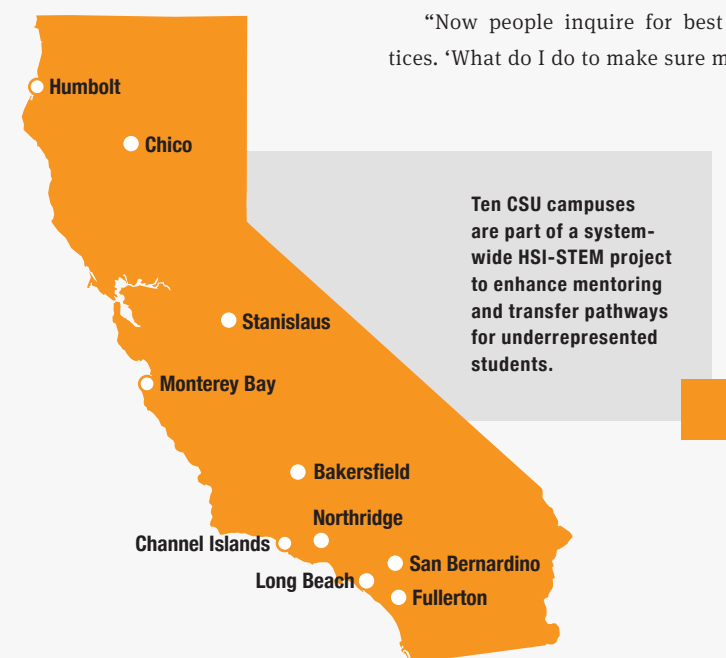 “Now people inquire for best
tices. ‘What do I do to make sure m
Humbolt
Chico
Ten CSU campuses
are part of a system-
wide HSI-STEM project
to enhance mentoring
and transfer pathways
for underrepresented
students.
Stanislaus
Monterey Bay
Bakersfield
Northridge
Channel Islands
San Bernardino
Long Beach
Fullerton